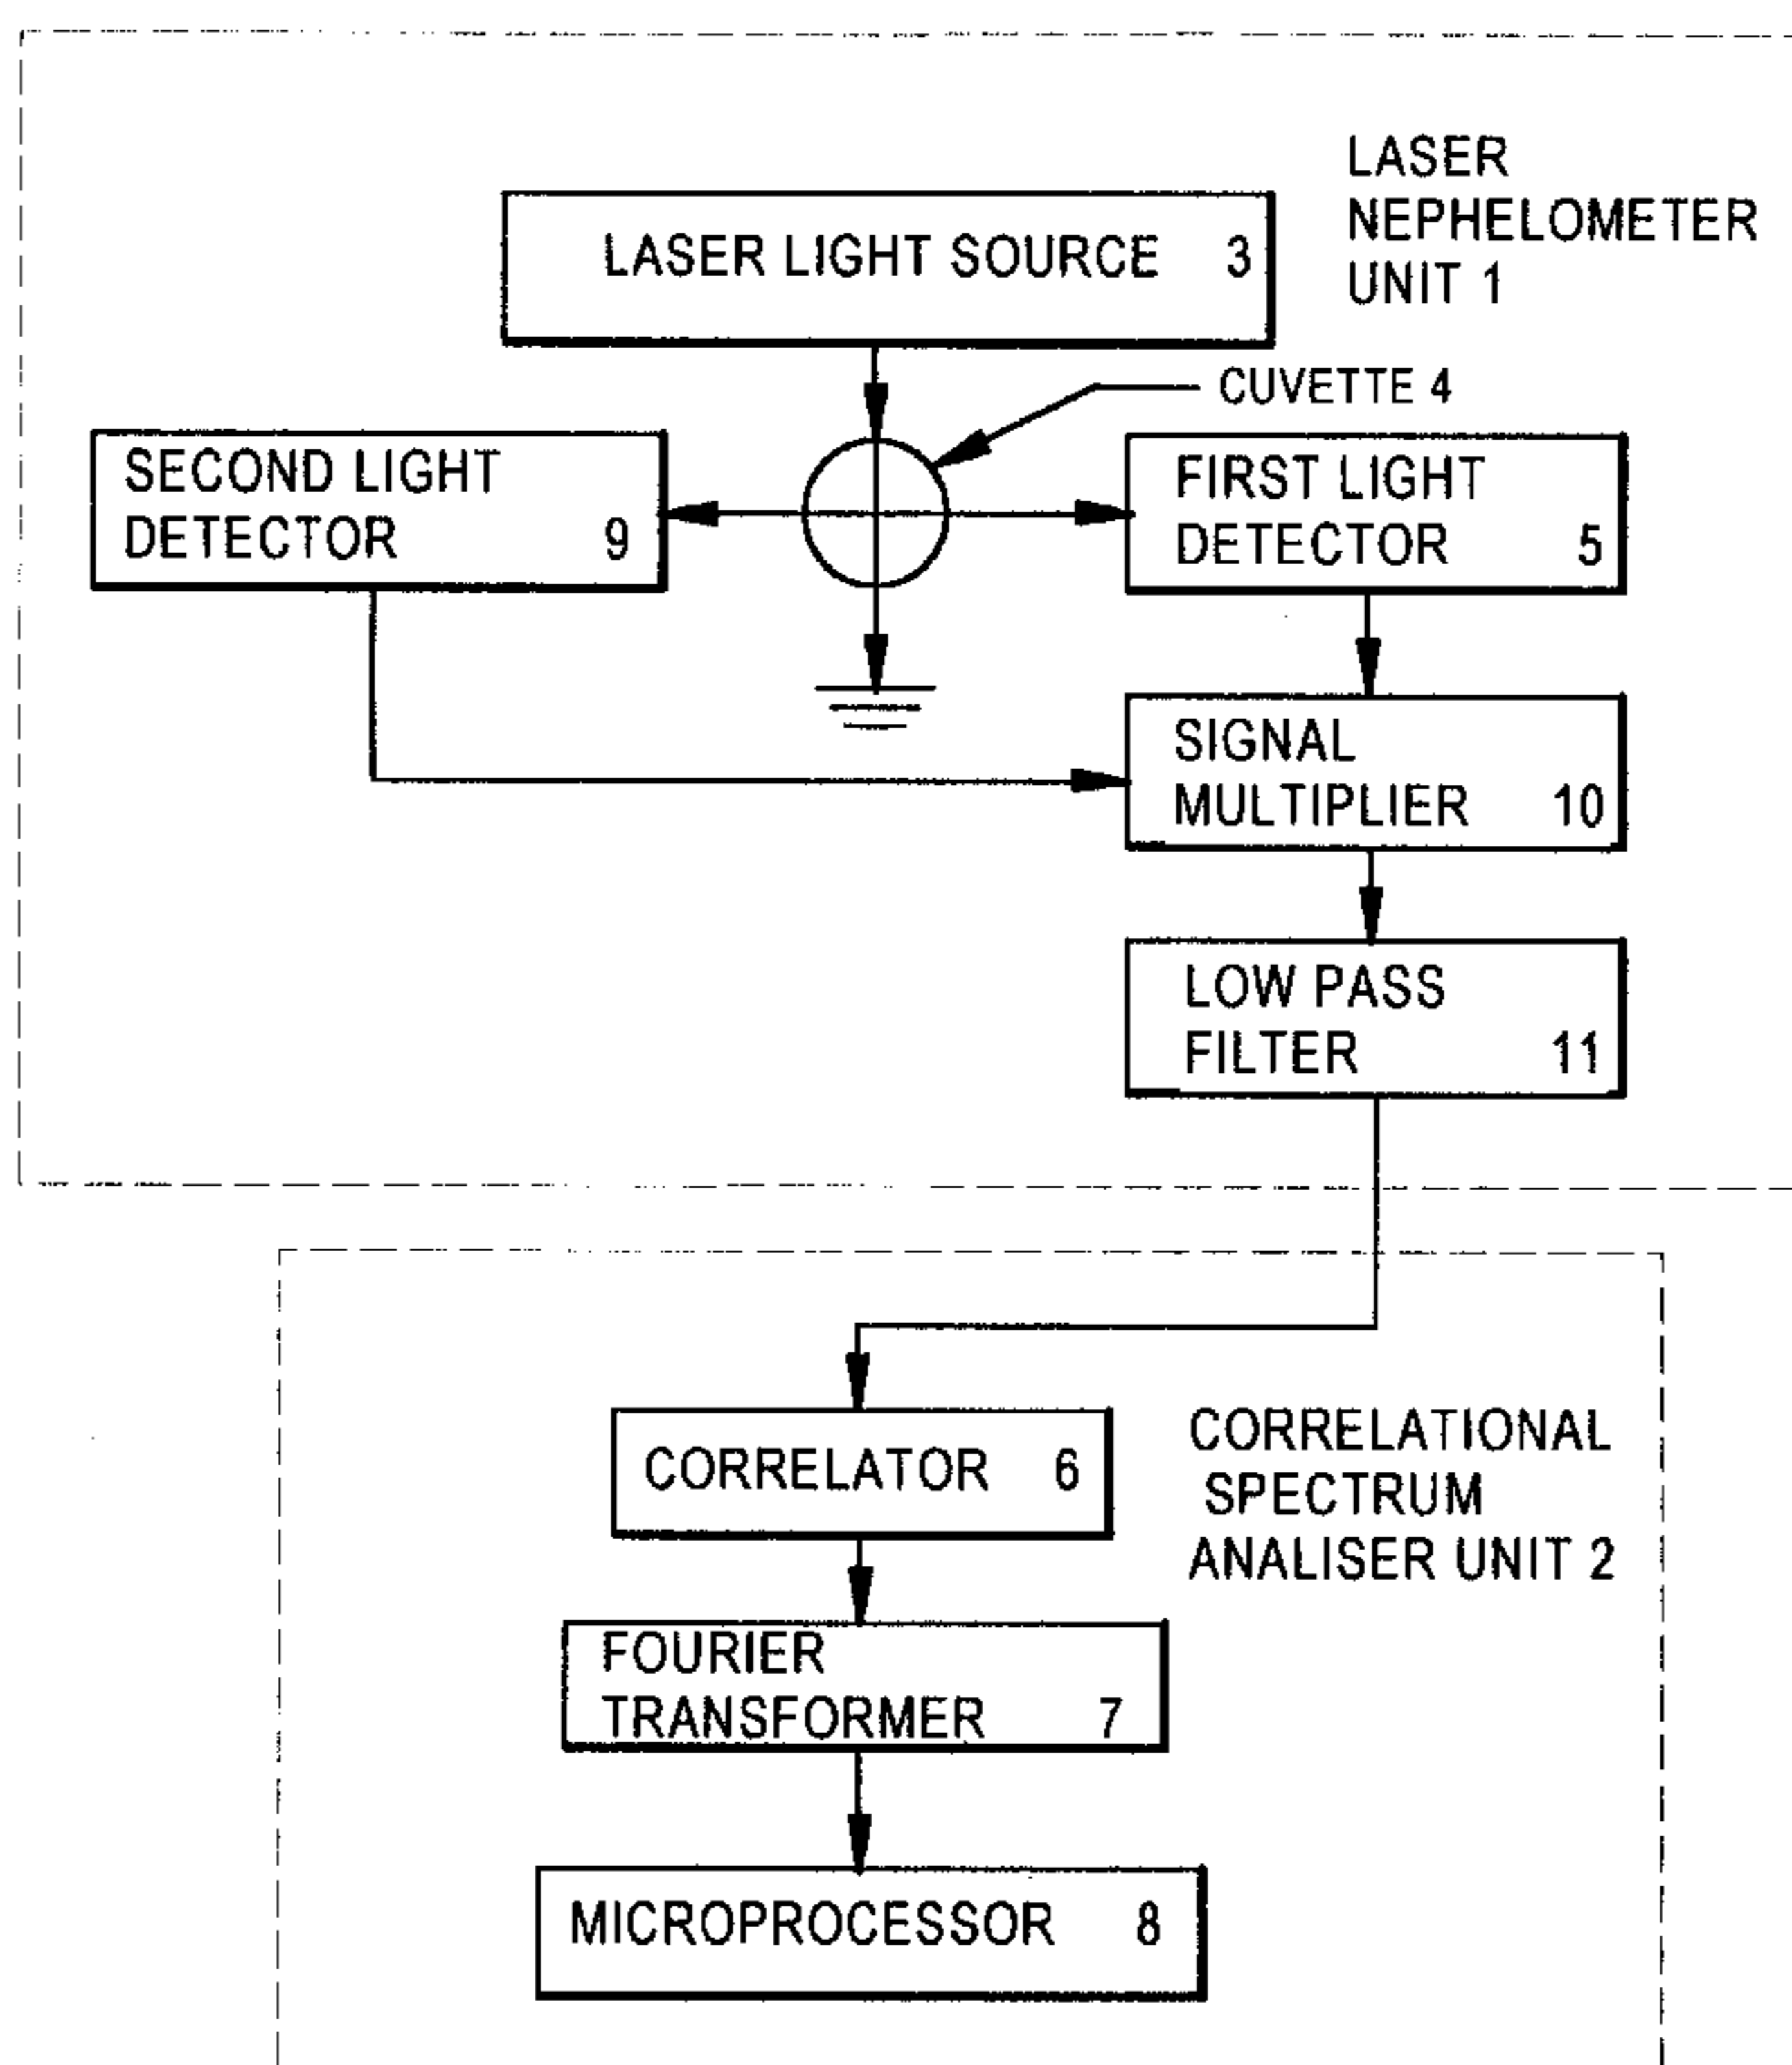 LASER
NEPHELOMETER
UNIT 1
LASER LIGHT SOURCE 3
CUVETTE 4
SECOND LIGHT
DETECTOR 9
FIRST LIGHT
DETECTOR 5
SIGNAL
MULTIPLIER 10
LOW PASS
FILTER 11
CORRELATOR 6
CORRELATIONAL
SPECTRUM
ANALISER UNIT 2
FOURIER
TRANSFORMER 7
MICROPROCESSOR 8